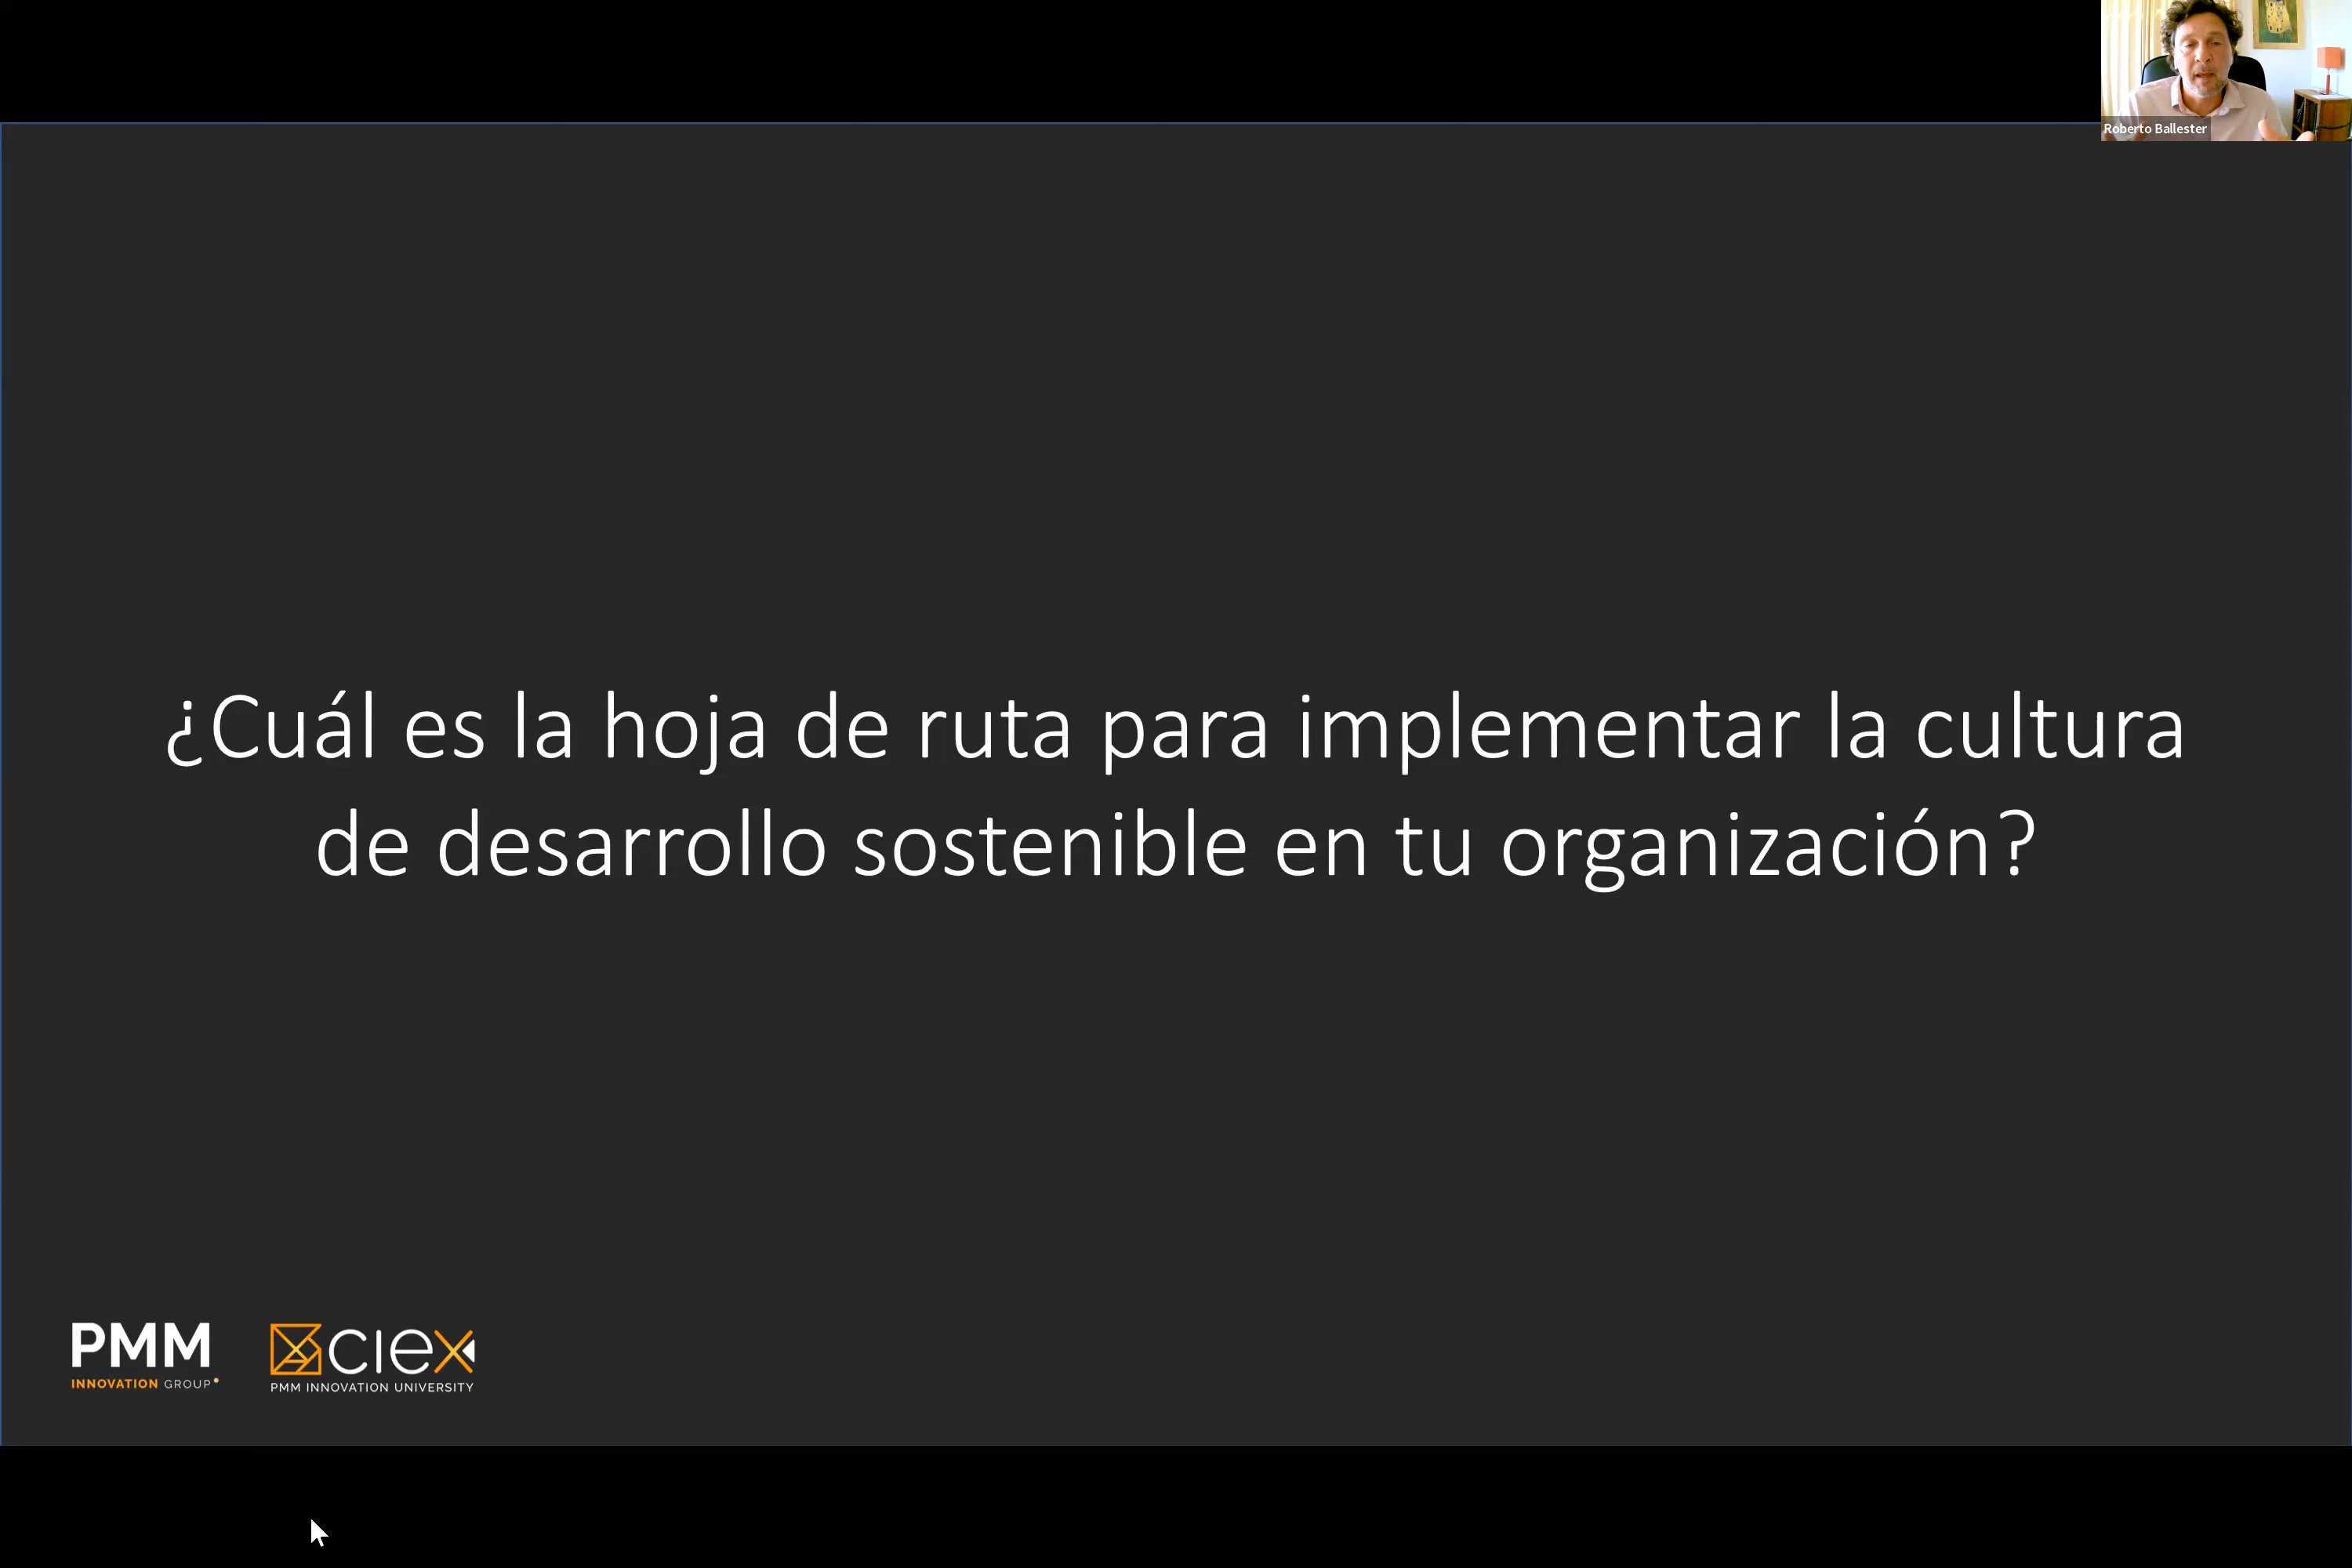 Roberto Ballester
¿Cuál es la hoja de ruta para implementar la cultura
de desarrollo sostenible en tu organización?
PMM
INNOVATION GROUP
ciex
PMM INNOVATION UNIVERSITY